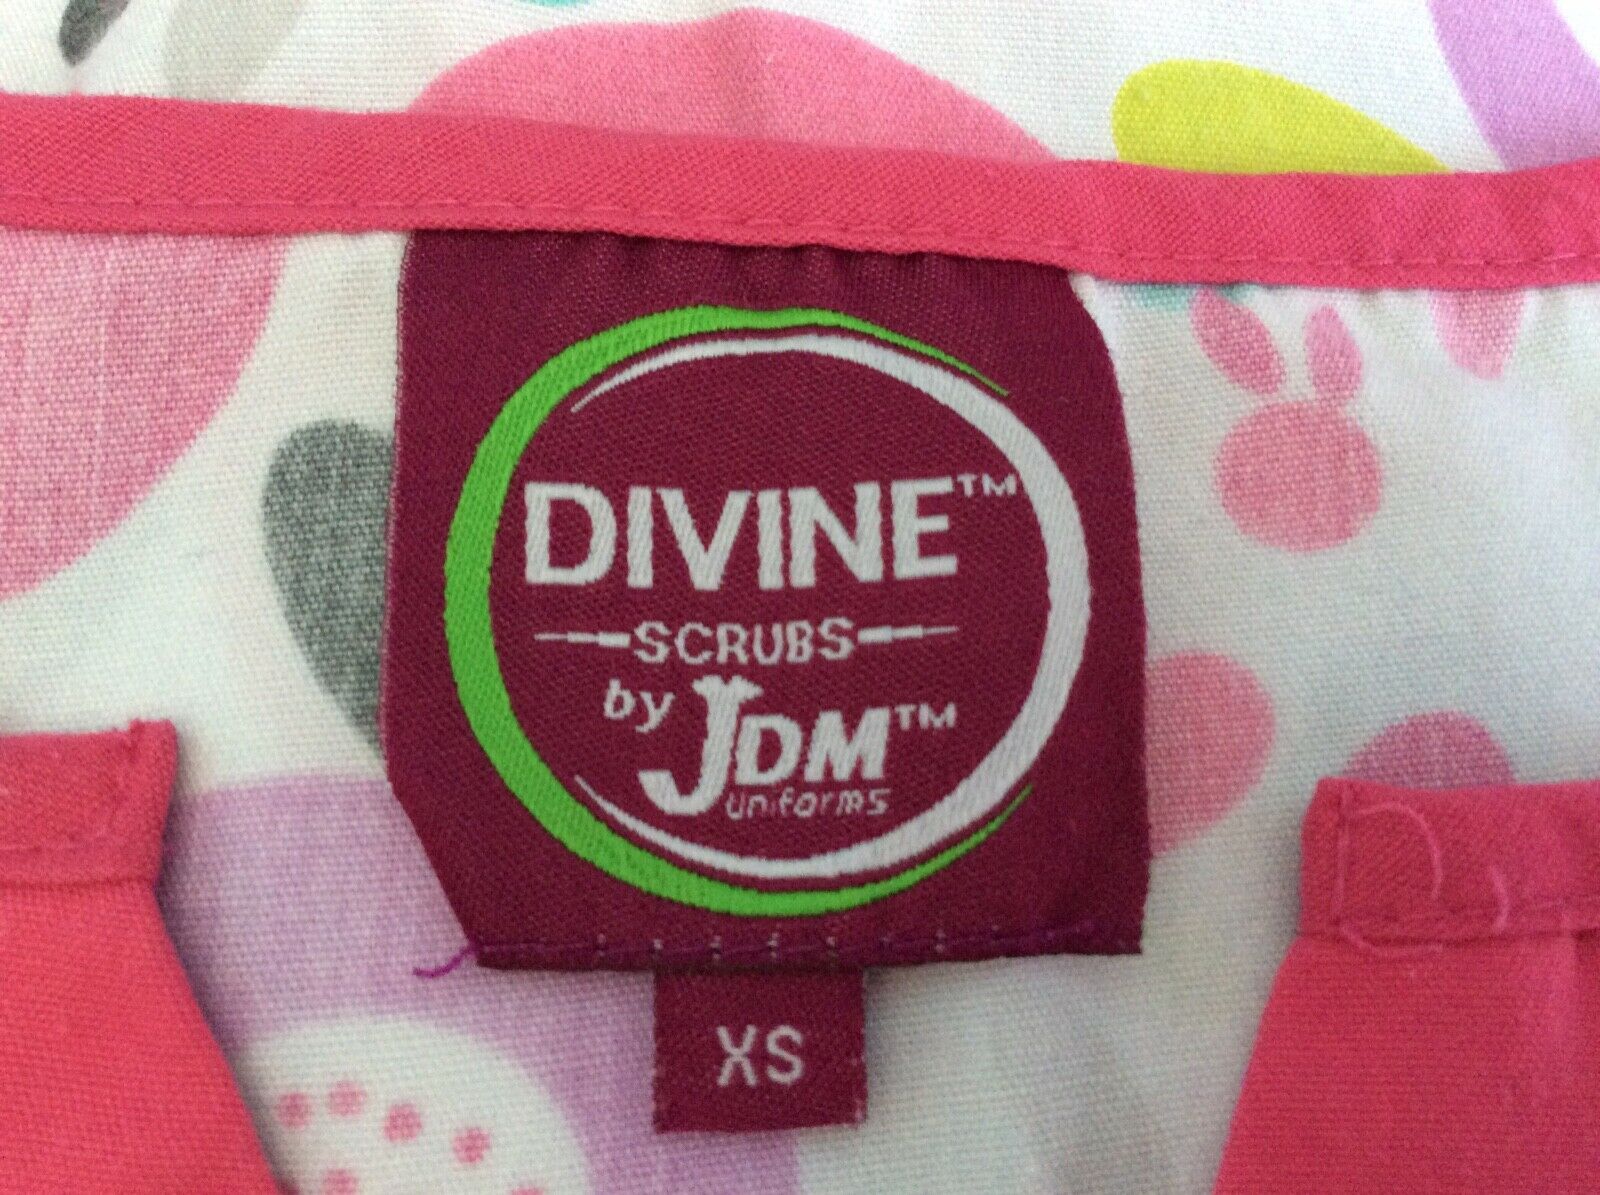 DIVINE™
SCRUBS
by JDM™
uniforms
XS